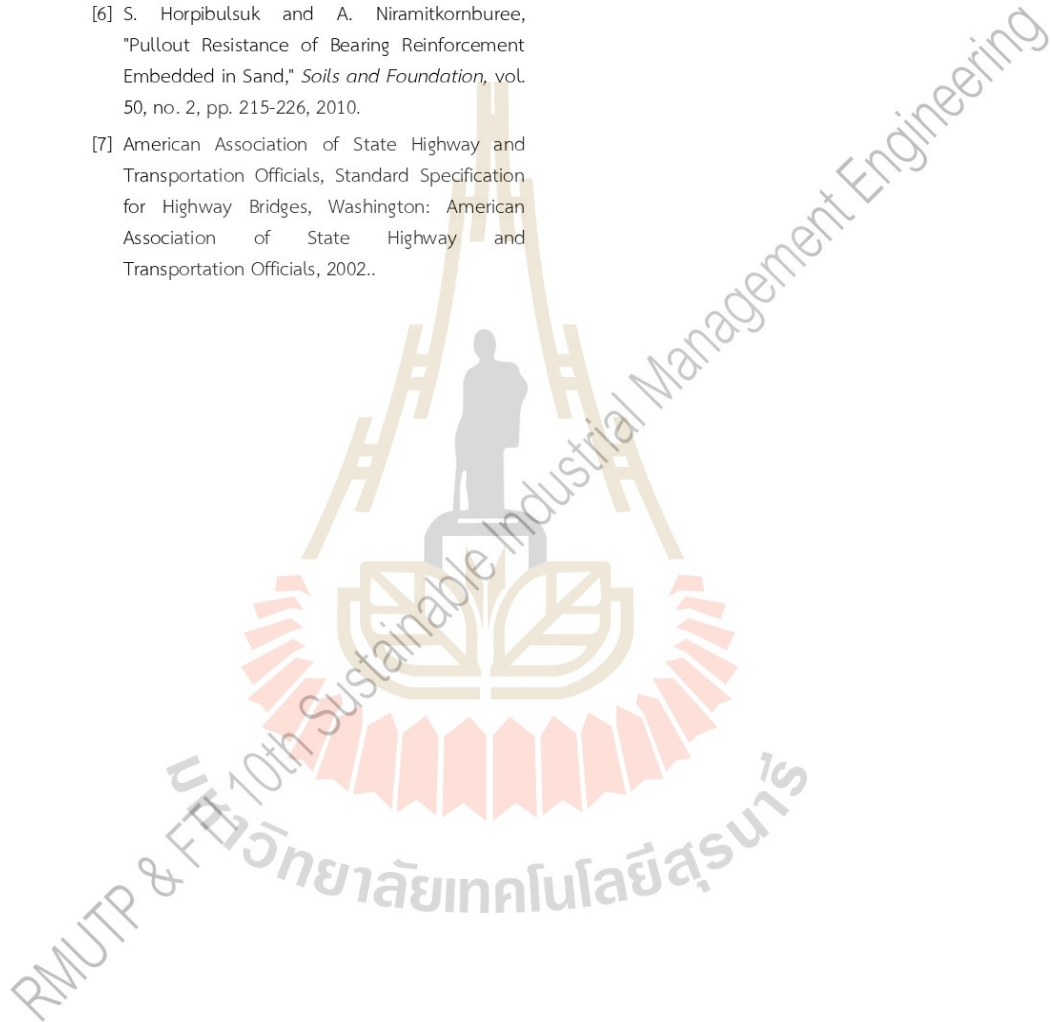 [6] S. Horpibulsuk and A. Niramitkornburee,
"Pullout Resistance of Bearing Reinforcement
Embedded in Sand," Soils and Foundation, vol.
50, no. 2, pp. 215-226, 2010.
[7] American Association of State Highway and
Transportation Officials, Standard Specification
for Highway Bridges, Washington: American
Association of State Highway and
Transportation Officials, 2002..
RMUTP & FTI 10th Sustainable Industrial Management Engineering
มหาวิทยาลัยเทคโนโลยีสุรนารี